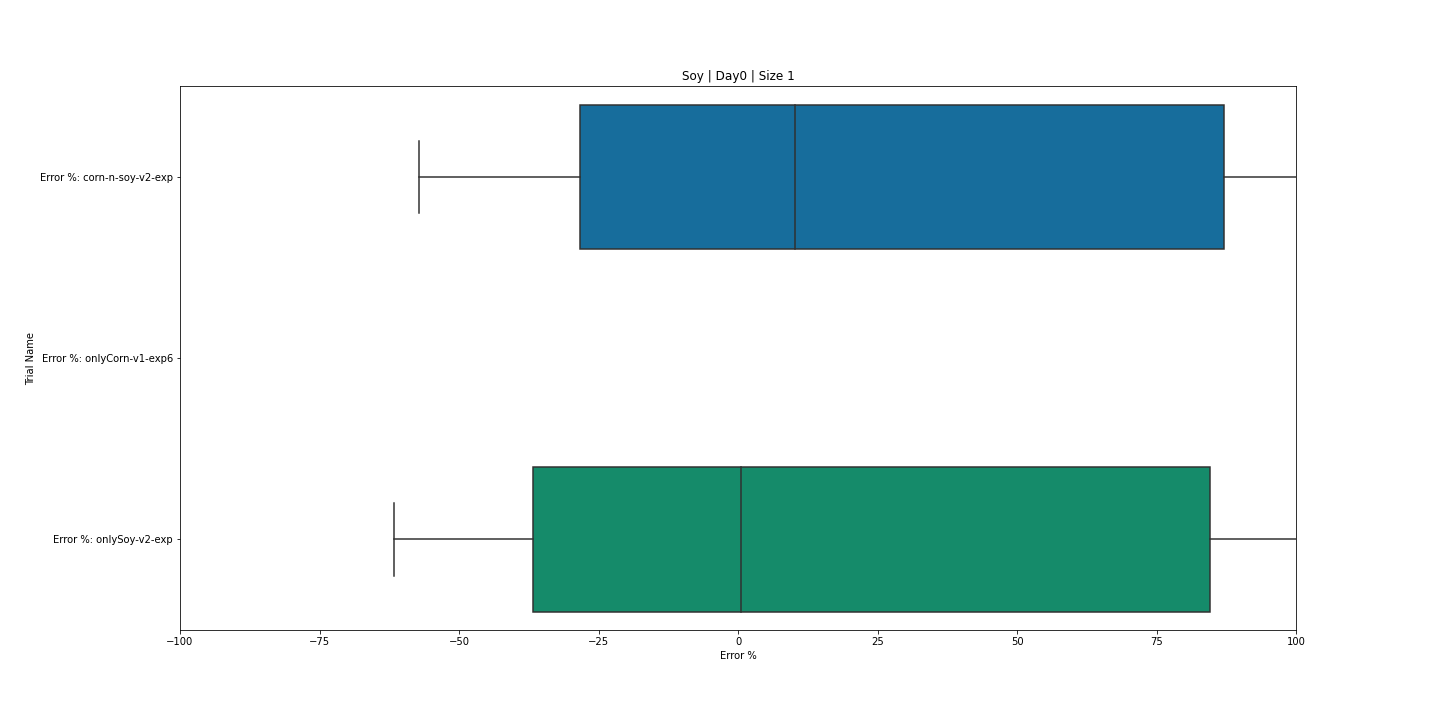 Soy | Day0 | Size 1
Error %: corn-n-soy-v2-exp
Error %: onlyCorn-v1-exp6
Error %: onlySoy-v2-exp
Trial Name
−100 −75 −50 −25 0 25 50 75 100
Error %